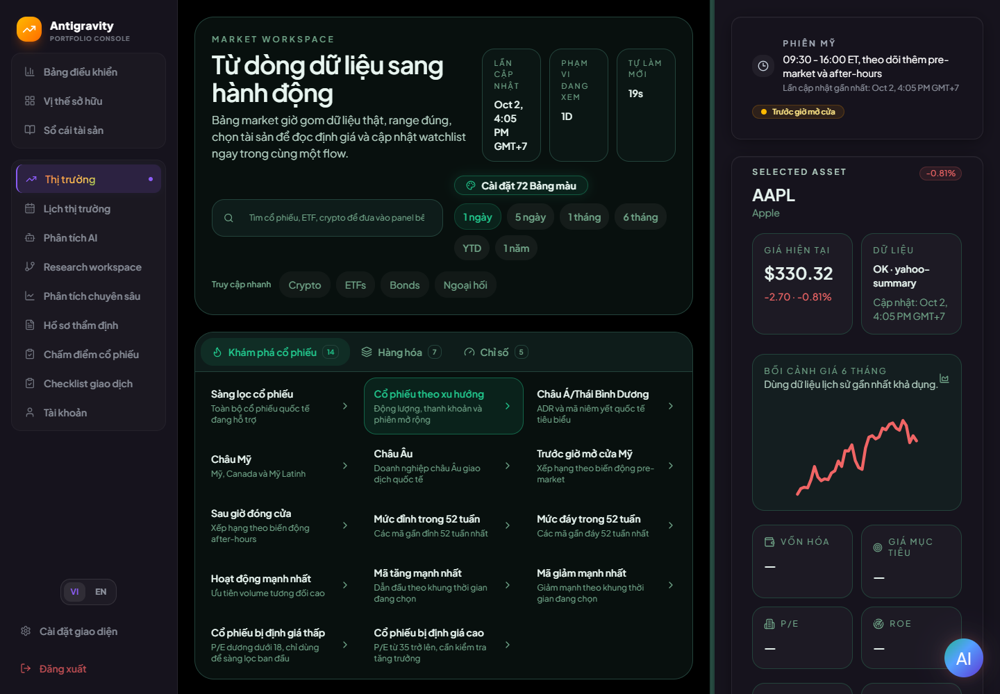 Antigravity
PORTFOLIO CONSOLE
Bảng điều khiển
Vị thế sở hữu
Sổ cái tài sản
Thị trường
Lịch thị trường
Phân tích AI
Research workspace
Phân tích chuyên sâu
Hồ sơ thẩm định
Chấm điểm cổ phiếu
Checklist giao dịch
Tài khoản
VI
EN
Cài đặt giao diện
Đăng xuất
MARKET WORKSPACE
Từ dòng dữ liệu sang
hành động
Bảng market giờ gom dữ liệu thật, range đúng,
chọn tài sản để đọc định giá và cập nhật watchlist
ngay trong cùng một flow.
LẦN
CẬP
NHẬT
Oct 2,
4:05
PM
GMT+7
PHẠM
VI
ĐANG
XEM
1D
TỰ LÀM
MỚI
19s
Cài đặt 72 Bảng màu
Tìm cổ phiếu, ETF, crypto để đưa vào panel bê
1 ngày
5 ngày
1 tháng
6 tháng
YTD
1 năm
Truy cập nhanh
Crypto
ETFs
Bonds
Ngoại hối
Khám phá cổ phiếu
14
Hàng hóa
7
Chỉ số
5
Sàng lọc cổ phiếu
Toàn bộ cổ phiếu quốc tế
đang hỗ trợ
Cổ phiếu theo xu hướng
Động lượng, thanh khoản và
phiên mở rộng
Châu Á/Thái Bình Dương
ADR và mã niêm yết quốc tế
tiêu biểu
Châu Mỹ
Mỹ, Canada và Mỹ Latinh
Châu Âu
Doanh nghiệp châu Âu giao
dịch quốc tế
Trước giờ mở cửa Mỹ
Xếp hạng theo biến động pre-
market
Sau giờ đóng cửa
Xếp hạng theo biến động
after-hours
Mức đỉnh trong 52 tuần
Các mã gần đỉnh 52 tuần nhất
Mức đáy trong 52 tuần
Các mã gần đáy 52 tuần nhất
Hoạt động mạnh nhất
Ưu tiên volume tương đối cao
Mã tăng mạnh nhất
Dẫn đầu theo khung thời gian
đang chọn
Mã giảm mạnh nhất
Giảm mạnh theo khung thời
gian đang chọn
Cổ phiếu bị định giá thấp
P/E dương dưới 18, chỉ dùng
để sàng lọc ban đầu
Cổ phiếu bị định giá cao
P/E từ 35 trở lên, cần kiểm tra
tăng trưởng
PHIÊN MỸ
09:30 - 16:00 ET, theo dõi thêm pre-
market và after-hours
Lần cập nhật gần nhất: Oct 2, 4:05 PM GMT+7
Trước giờ mở cửa
SELECTED ASSET
-0.81%
AAPL
Apple
GIÁ HIỆN TẠI
$330.32
-2.70 · -0.81%
DỮ LIỆU
OK · yahoo-
summary
Cập nhật: Oct 2,
4:05 PM GMT+7
BỐI CẢNH GIÁ 6 THÁNG
Dùng dữ liệu lịch sử gần nhất khả dụng.
VỐN HÓA
—
GIÁ MỤC
TIÊU
—
P/E
—
ROE
—
AI